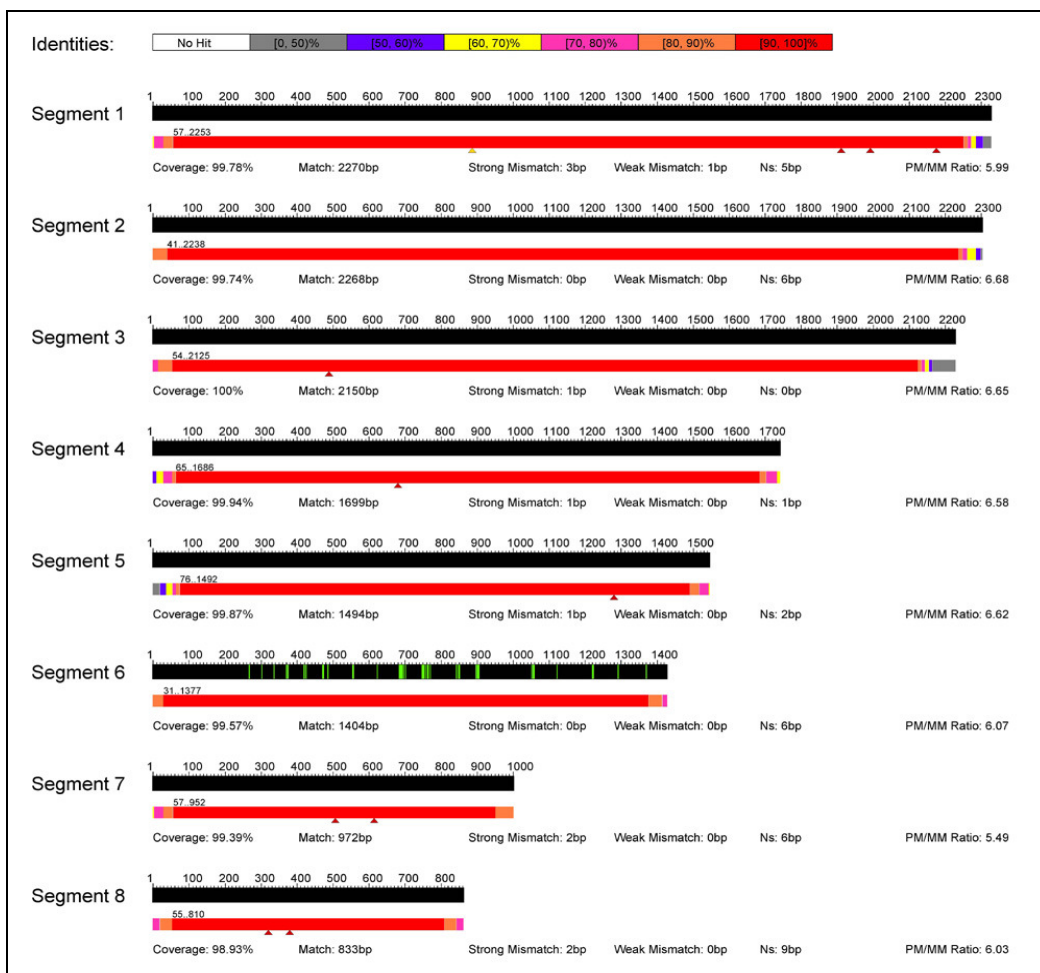 Identities: No Hit [0, 50)% [50, 60)% [60, 70)% [70, 80)% [80, 90)% [90, 100]%
1 100 200 300 400 500 600 700 800 900 1000 1100 1200 1300 1400 1500 1600 1700 1800 1900 2000 2100 2200 2300
Segment 1
57..2253
Coverage: 99.78% Match: 2270bp Strong Mismatch: 3bp Weak Mismatch: 1bp Ns: 5bp PM/MM Ratio: 5.99
1 100 200 300 400 500 600 700 800 900 1000 1100 1200 1300 1400 1500 1600 1700 1800 1900 2000 2100 2200 2300
Segment 2
41..2238
Coverage: 99.74% Match: 2268bp Strong Mismatch: 0bp Weak Mismatch: 0bp Ns: 6bp PM/MM Ratio: 6.68
1 100 200 300 400 500 600 700 800 900 1000 1100 1200 1300 1400 1500 1600 1700 1800 1900 2000 2100 2200
Segment 3
54..2125
Coverage: 100% Match: 2150bp Strong Mismatch: 1bp Weak Mismatch: 0bp Ns: 0bp PM/MM Ratio: 6.65
1 100 200 300 400 500 600 700 800 900 1000 1100 1200 1300 1400 1500 1600 1700
Segment 4
65..1686
Coverage: 99.94% Match: 1699bp Strong Mismatch: 1bp Weak Mismatch: 0bp Ns: 1bp PM/MM Ratio: 6.58
1 100 200 300 400 500 600 700 800 900 1000 1100 1200 1300 1400 1500
Segment 5
76..1492
Coverage: 99.87% Match: 1494bp Strong Mismatch: 1bp Weak Mismatch: 0bp Ns: 2bp PM/MM Ratio: 6.62
1 100 200 300 400 500 600 700 800 900 1000 1100 1200 1300 1400
Segment 6
31..1377
Coverage: 99.57% Match: 1404bp Strong Mismatch: 0bp Weak Mismatch: 0bp Ns: 6bp PM/MM Ratio: 6.07
1 100 200 300 400 500 600 700 800 900 1000
Segment 7
57..952
Coverage: 99.39% Match: 972bp Strong Mismatch: 2bp Weak Mismatch: 0bp Ns: 6bp PM/MM Ratio: 5.49
1 100 200 300 400 500 600 700 800
Segment 8
55..810
Coverage: 98.93% Match: 833bp Strong Mismatch: 2bp Weak Mismatch: 0bp Ns: 9bp PM/MM Ratio: 6.03